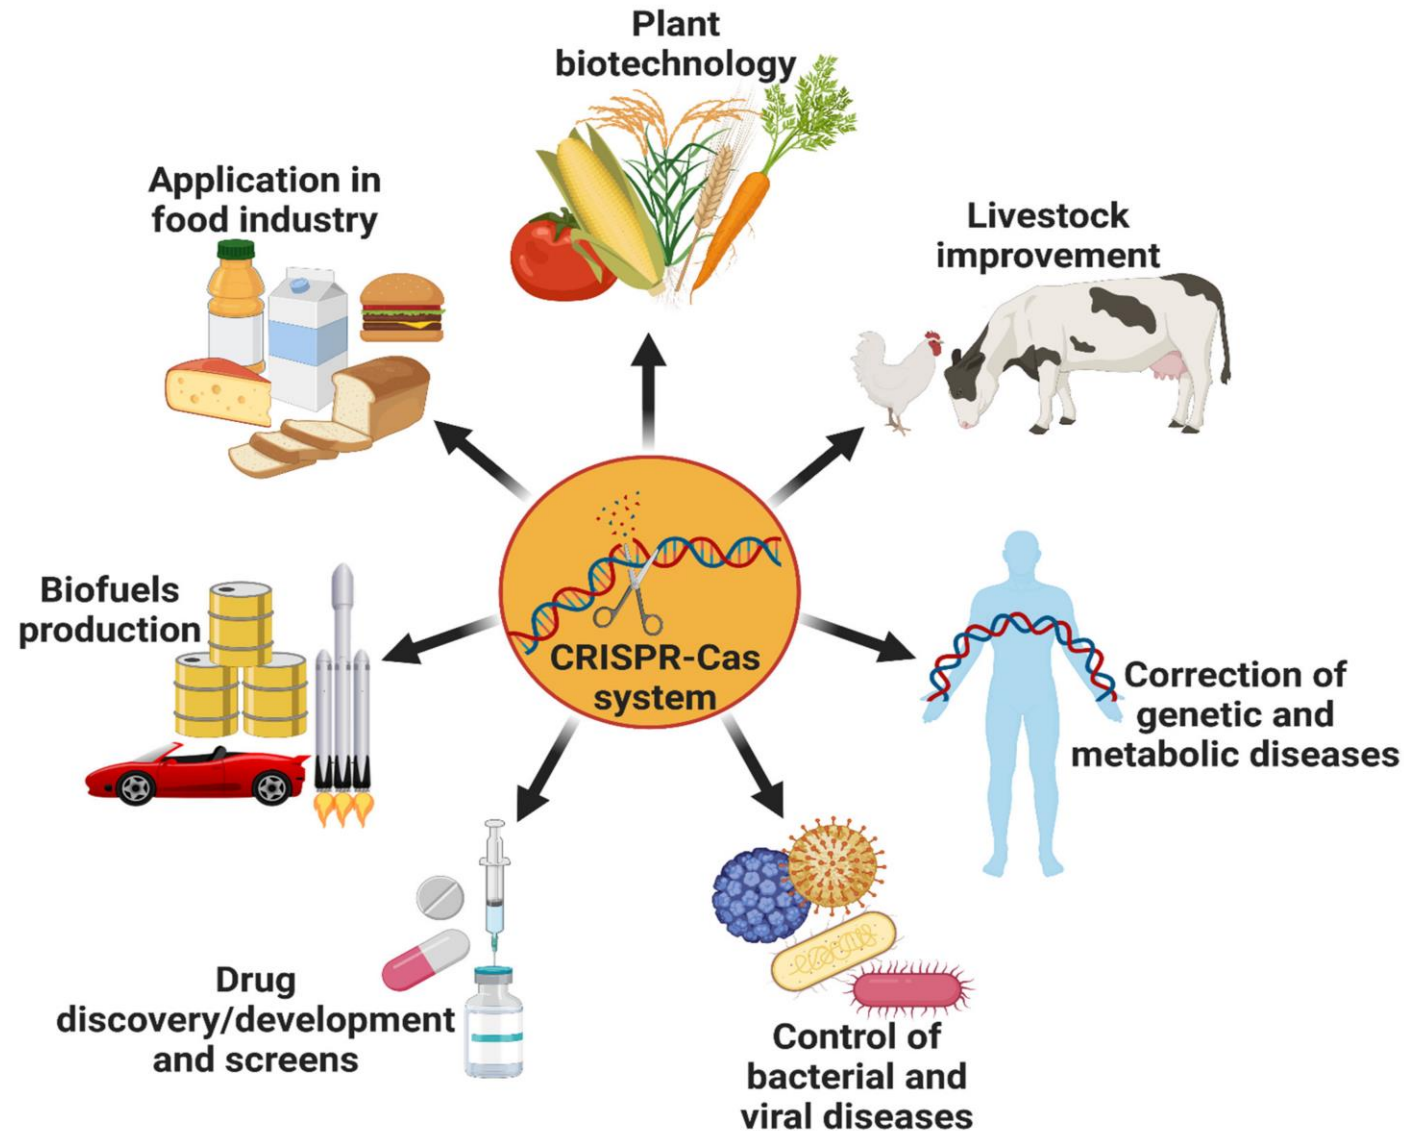 Plant
biotechnology
Application in
food industry
Livestock
improvement
Biofuels
production
CRISPR-Cas
system
Correction of
genetic and
metabolic diseases
Drug
discovery/development
and screens
Control of
bacterial and
viral diseases